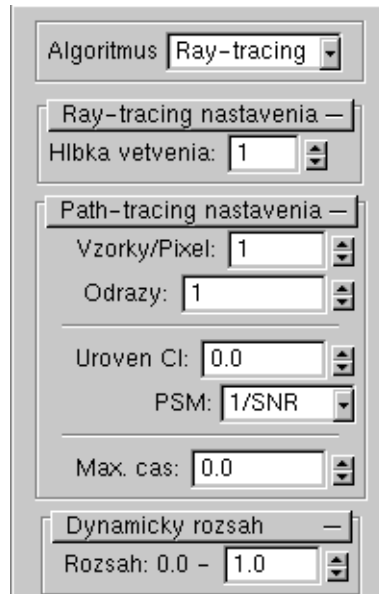 Algoritmus Ray-tracing
Ray-tracing nastavenia —
Hlbka vetvenia: 1
Path-tracing nastavenia —
Vzorky/Pixel: 1
Odrazy: 1
Uroven CI: 0.0
PSM: 1/SNR
Max. cas: 0.0
Dynamicky rozsah —
Rozsah: 0.0 – 1.0